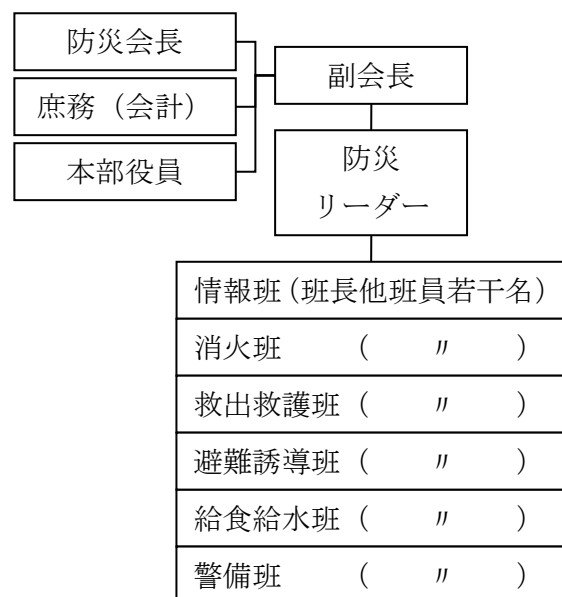 防災会長
庶務（会計）
本部役員
副会長
防災
リーダー
情報班（班長他班員若干名）
消火班　　（　　〃　　）
救出救護班（　　〃　　）
避難誘導班（　　〃　　）
給食給水班（　　〃　　）
警備班　　（　　〃　　）